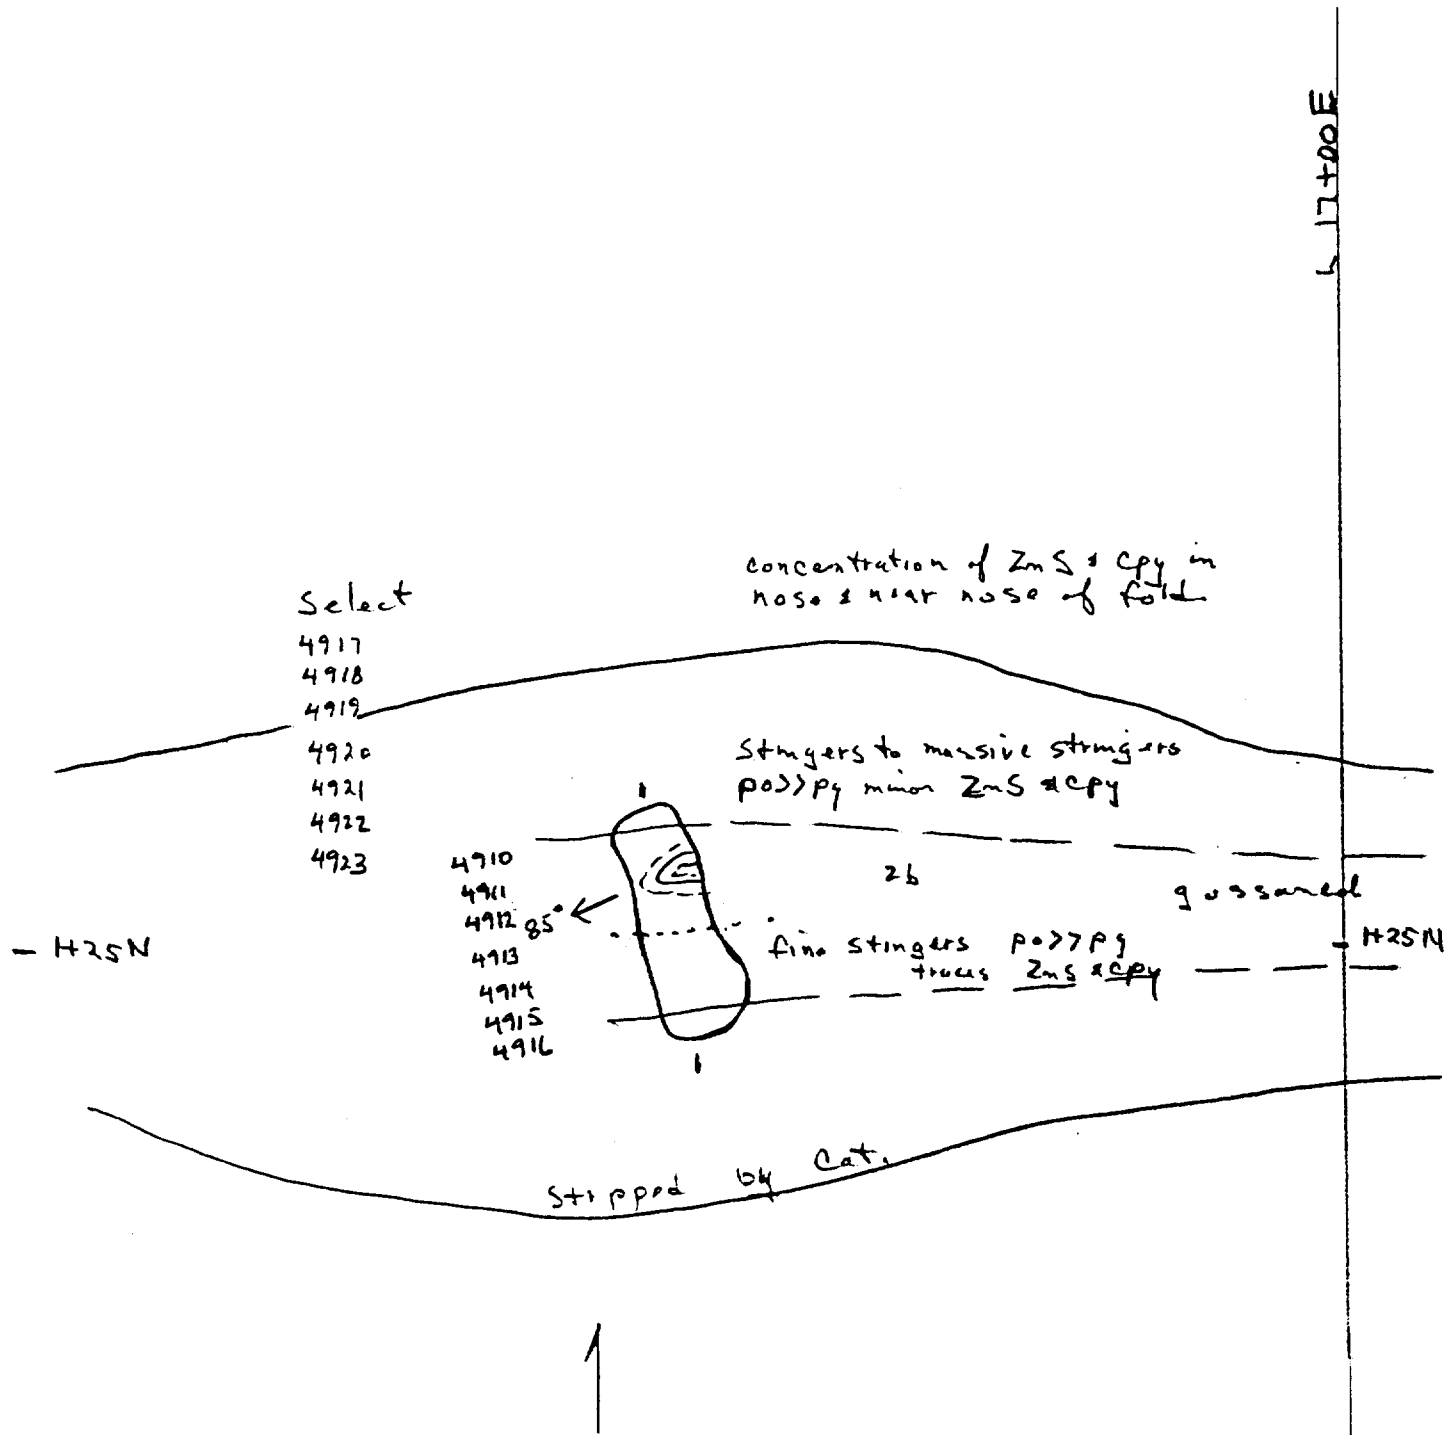 L 17+00E
concentration of ZnS & cpy in
nose & near nose of fold
Select
4917
4918
4919
4920
4921
4922
4923
Stingers to massive stringers
po>>py minor ZnS & cpy
4910
4911
4912
4913
4914
4915
4916
85°
2b
gossaned
- 1+25N
- 1+25N
fine stingers po>>py
traces ZnS & cpy
Stripped by Cat.